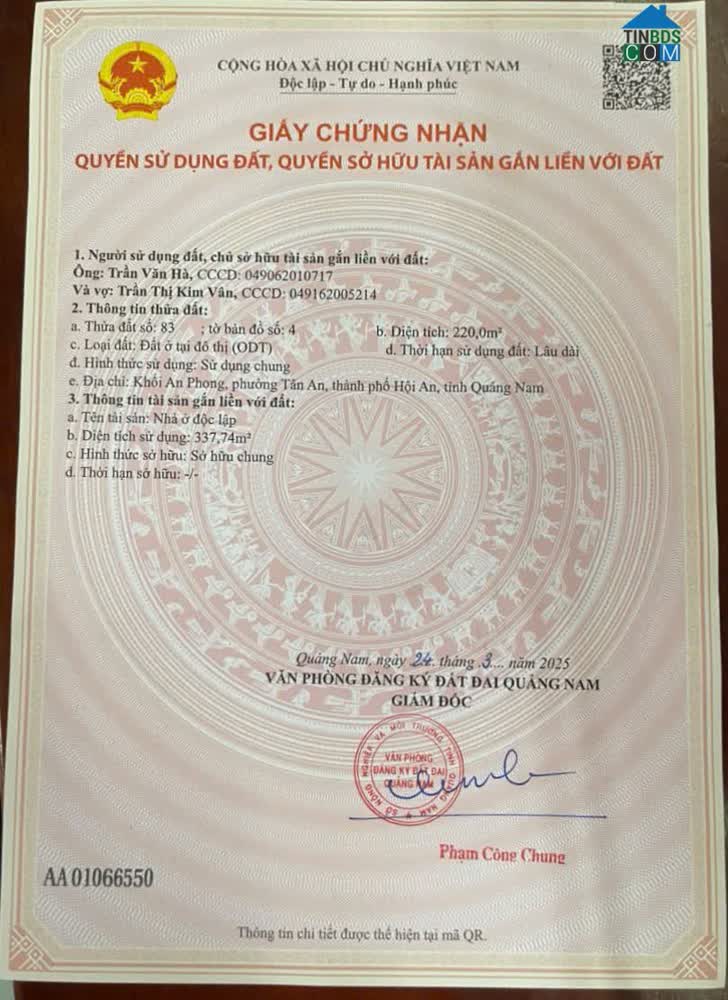 TINBDS
COM
CỘNG HÒA XÃ HỘI CHỦ NGHĨA VIỆT NAM
Độc lập - Tự do - Hạnh phúc
GIẤY CHỨNG NHẬN
QUYỀN SỬ DỤNG ĐẤT, QUYỀN SỞ HỮU TÀI SẢN GẮN LIỀN VỚI ĐẤT
1. Người sử dụng đất, chủ sở hữu tài sản gắn liền với đất:
Ông: Trần Văn Hà, CCCD: 049062010717
Và vợ: Trần Thị Kim Vân, CCCD: 049162005214
2. Thông tin thửa đất:
a. Thửa đất số: 83 ; tờ bản đồ số: 4 b. Diện tích: 220,0m²
c. Loại đất: Đất ở tại đô thị (ODT) d. Thời hạn sử dụng đất: Lâu dài
đ. Hình thức sử dụng: Sử dụng chung
e. Địa chỉ: Khối An Phong, phường Tân An, thành phố Hội An, tỉnh Quảng Nam
3. Thông tin tài sản gắn liền với đất:
a. Tên tài sản: Nhà ở độc lập
b. Diện tích sử dụng: 337,74m²
c. Hình thức sở hữu: Sở hữu chung
d. Thời hạn sở hữu: -/-
Quảng Nam, ngày 24. tháng .3.... năm 2025
VĂN PHÒNG ĐĂNG KÝ ĐẤT ĐAI QUẢNG NAM
GIÁM ĐỐC
SỞ NÔNG NGHIỆP VÀ MÔI TRƯỜNG TỈNH QUẢNG NAM
VĂN PHÒNG
ĐĂNG KÝ ĐẤT ĐAI
QUẢNG NAM
Phạm Công Chung
AA 01066550
Thông tin chi tiết được thể hiện tại mã QR.